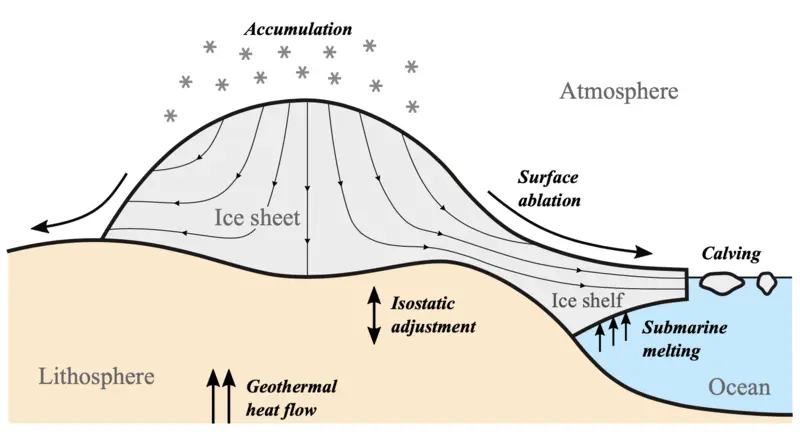 Accumulation
Atmosphere
Surface
ablation
Ice sheet
Calving
Ice shelf
Isostatic
adjustment
Submarine
melting
Lithosphere
Geothermal
heat flow
Ocean